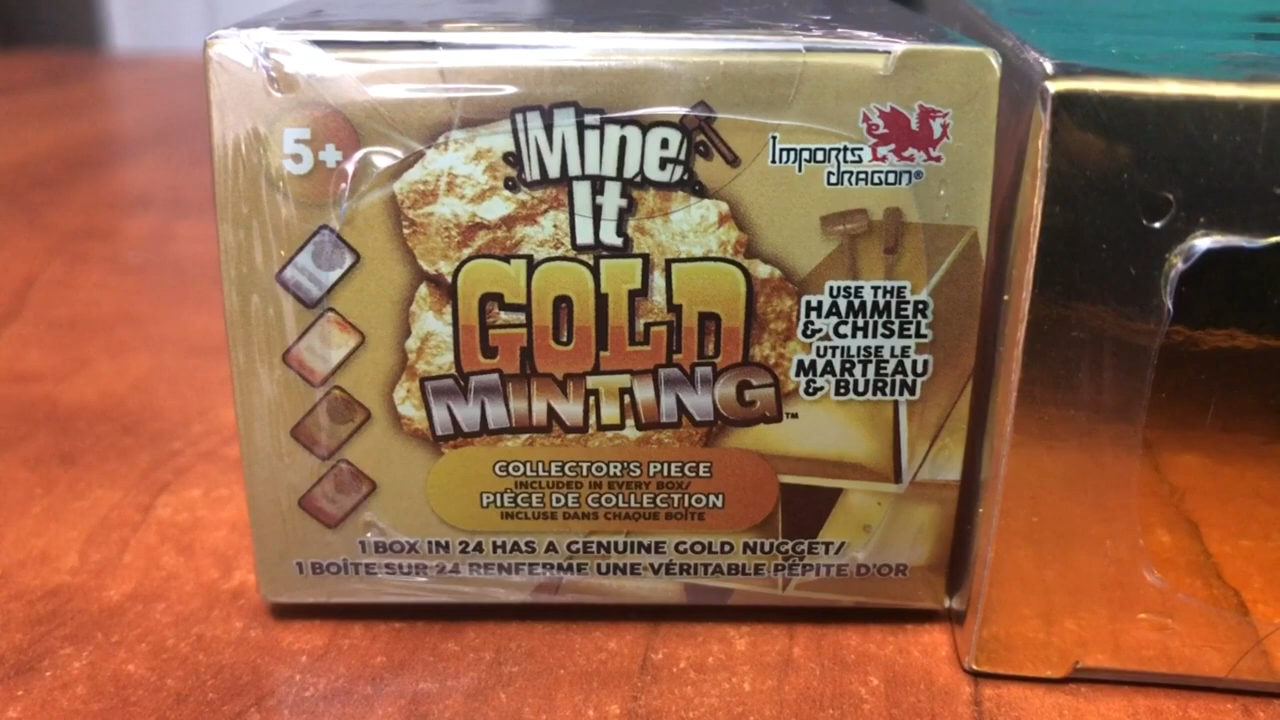 5+
Mine
It
GOLD
MINTING™
Imports
dRAGON®
USE THE
HAMMER
& CHISEL
UTILISE LE
MARTEAU
& BURIN
COLLECTOR'S PIECE
INCLUDED IN EVERY BOX/
PIÈCE DE COLLECTION
INCLUSE DANS CHAQUE BOÎTE
1 BOX IN 24 HAS A GENUINE GOLD NUGGET/
1 BOÎTE SUR 24 RENFERME UNE VÉRITABLE PÉPITE D'OR